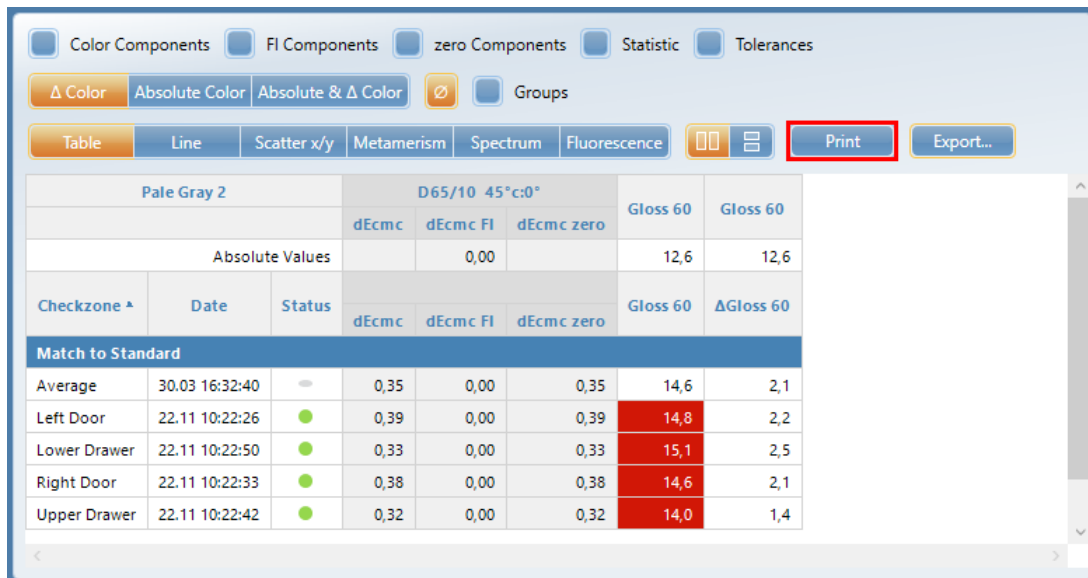 Color Components FI Components zero Components Statistic Tolerances
Δ Color Absolute Color Absolute & Δ Color Ø Groups
Table Line Scatter x/y Metamerism Spectrum Fluorescence Print Export...
Pale Gray 2 D65/10 45°c:0° Gloss 60 Gloss 60
dEcmc dEcmc FI dEcmc zero
Absolute Values 0,00 12,6 12,6
Checkzone Date Status Gloss 60 ΔGloss 60
dEcmc dEcmc FI dEcmc zero
Match to Standard
Average 30.03 16:32:40 0,35 0,00 0,35 14,6 2,1
Left Door 22.11 10:22:26 0,39 0,00 0,39 14,8 2,2
Lower Drawer 22.11 10:22:50 0,33 0,00 0,33 15,1 2,5
Right Door 22.11 10:22:33 0,38 0,00 0,38 14,6 2,1
Upper Drawer 22.11 10:22:42 0,32 0,00 0,32 14,0 1,4